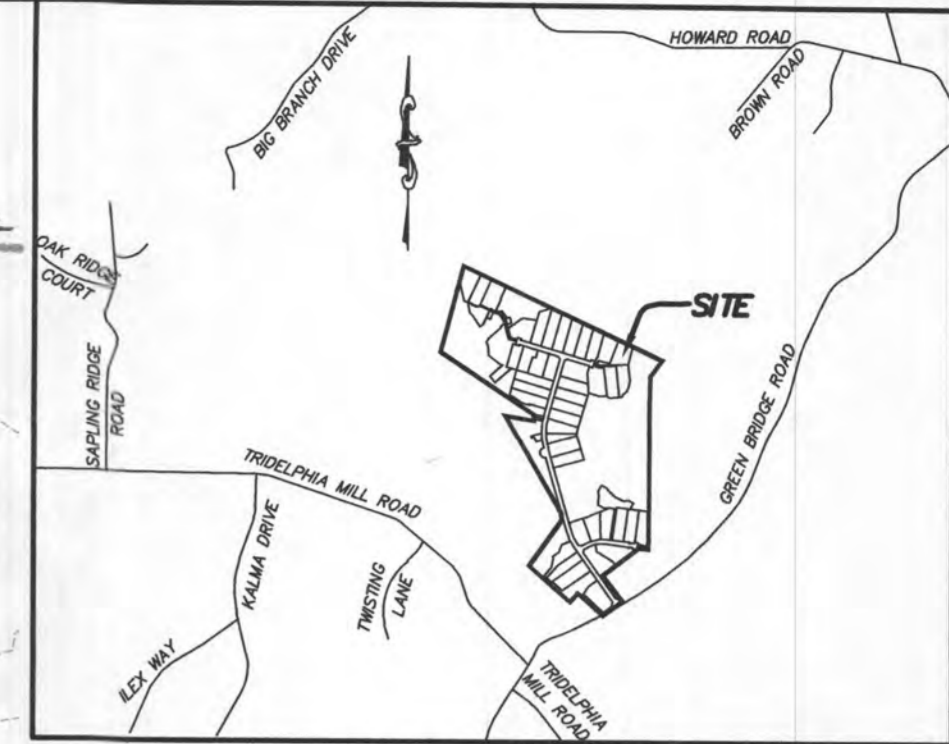 HOWARD ROAD
BIG BRANCH DRIVE
BROWN ROAD
OAK RIDGE
COURT
SITE
SAPLING RIDGE
ROAD
GREEN BRIDGE ROAD
TRIDELPHIA MILL ROAD
KALMA DRIVE
TWISTING
LANE
ILEX WAY
TRIDELPHIA
MILL ROAD